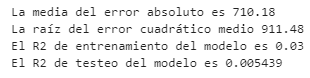 La media del error absoluto es 710.18
La raíz del error cuadrático medio 911.48
El R2 de entrenamiento del modelo es 0.03
El R2 de testeo del modelo es 0.005439